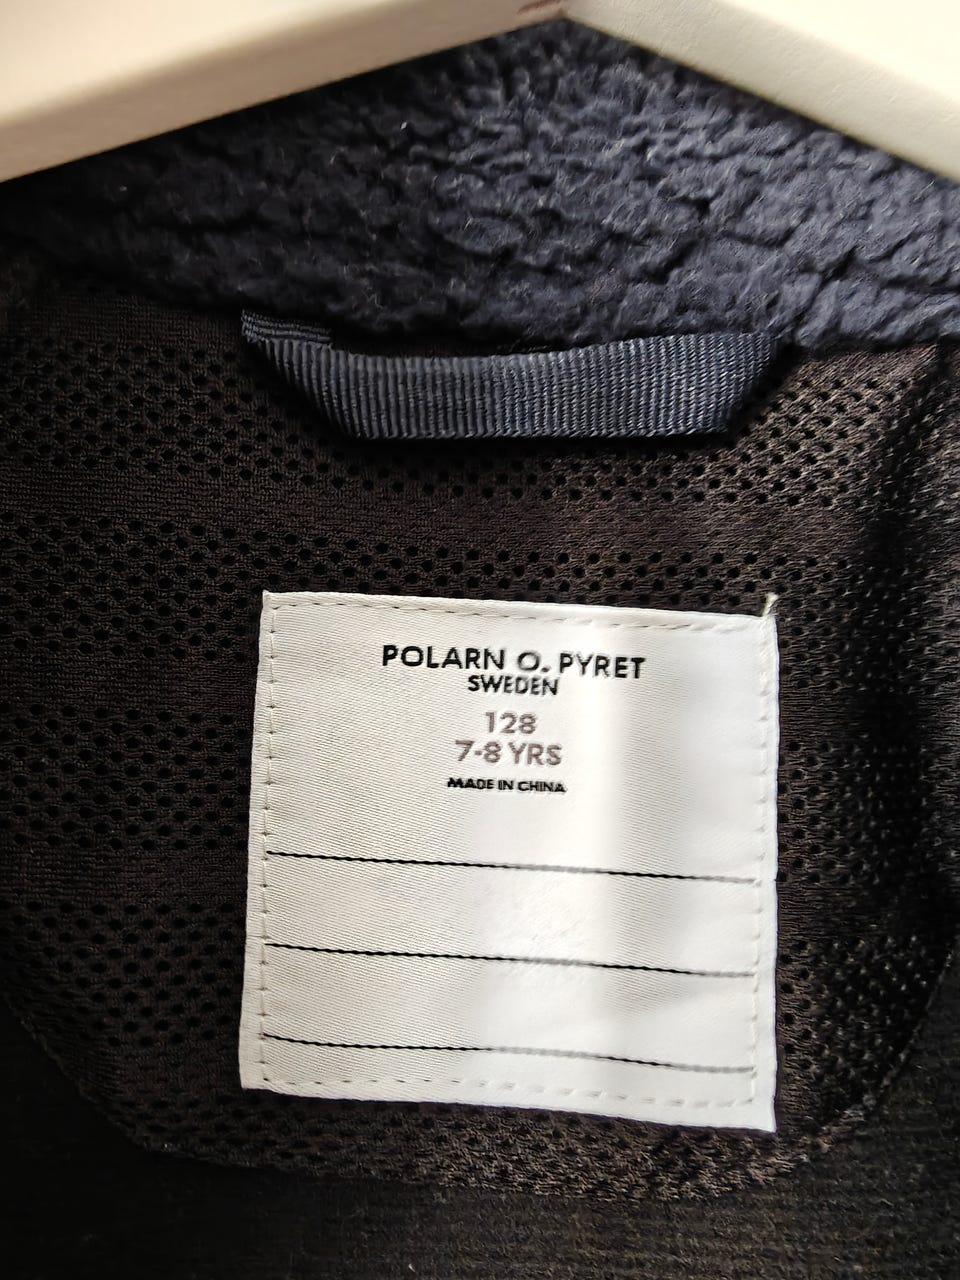 POLARN O. PYRET
SWEDEN
128
7-8 YRS
MADE IN CHINA